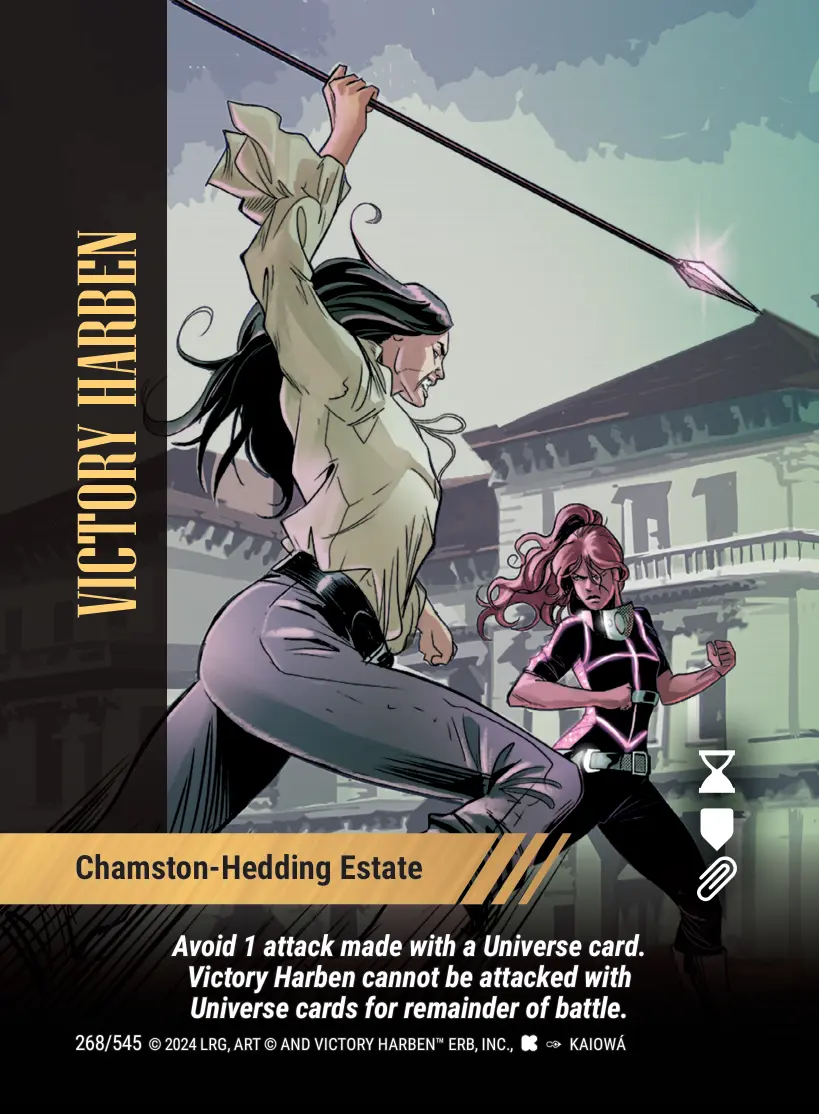 VICTORY HARBEN
Chamston-Hedding Estate
Avoid 1 attack made with a Universe card.
Victory Harben cannot be attacked with
Universe cards for remainder of battle.
268/545 © 2024 LRG, ART © AND VICTORY HARBEN™ ERB, INC., KAIOWÁ